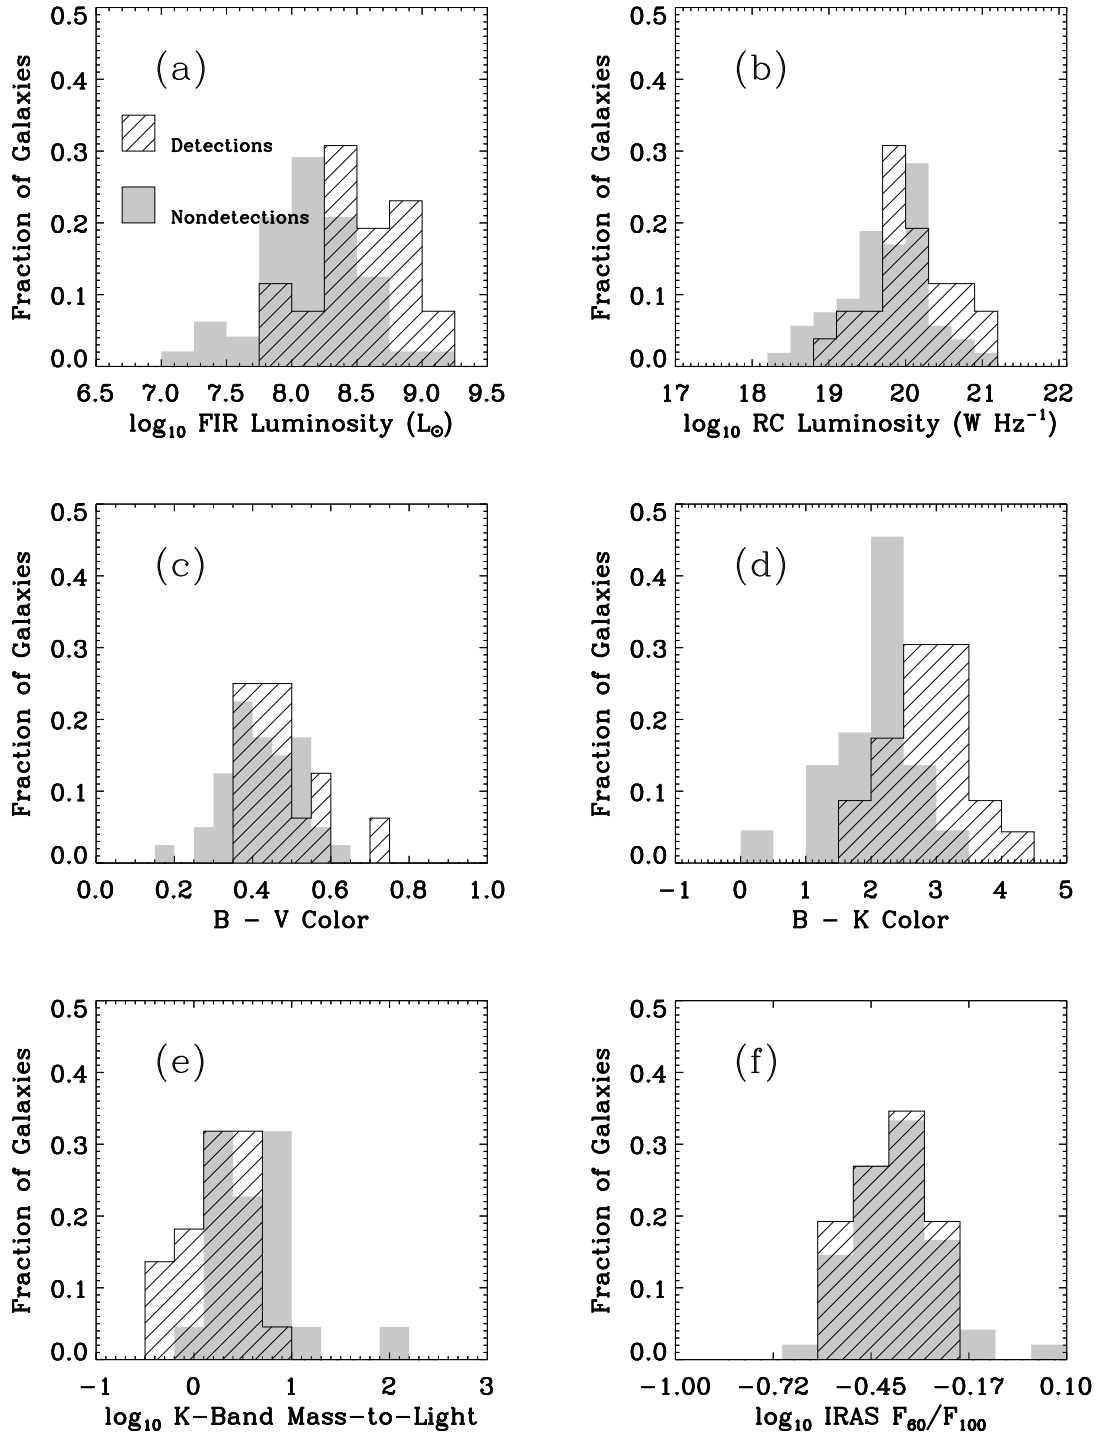 0.5
0.4
0.3
0.2
0.1
0.0
Fraction of Galaxies
(a)
Detections
Nondetections
6.5 7.0 7.5 8.0 8.5 9.0 9.5
log₁₀ FIR Luminosity (L⊙)
0.5
0.4
0.3
0.2
0.1
0.0
Fraction of Galaxies
(b)
17 18 19 20 21 22
log₁₀ RC Luminosity (W Hz⁻¹)
0.5
0.4
0.3
0.2
0.1
0.0
Fraction of Galaxies
(c)
0.0 0.2 0.4 0.6 0.8 1.0
B − V Color
0.5
0.4
0.3
0.2
0.1
0.0
Fraction of Galaxies
(d)
−1 0 1 2 3 4 5
B − K Color
0.5
0.4
0.3
0.2
0.1
0.0
Fraction of Galaxies
(e)
−1 0 1 2 3
log₁₀ K−Band Mass−to−Light
0.5
0.4
0.3
0.2
0.1
0.0
Fraction of Galaxies
(f)
−1.00 −0.72 −0.45 −0.17 0.10
log₁₀ IRAS F₆₀/F₁₀₀